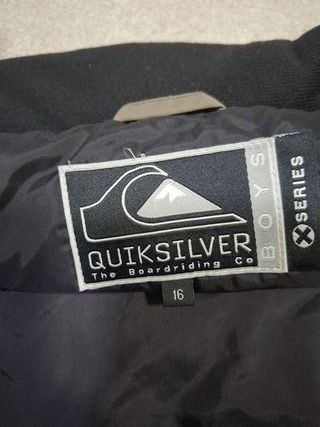 QUIKSILVER
The Boardriding Co
BOYS
X SERIES
16